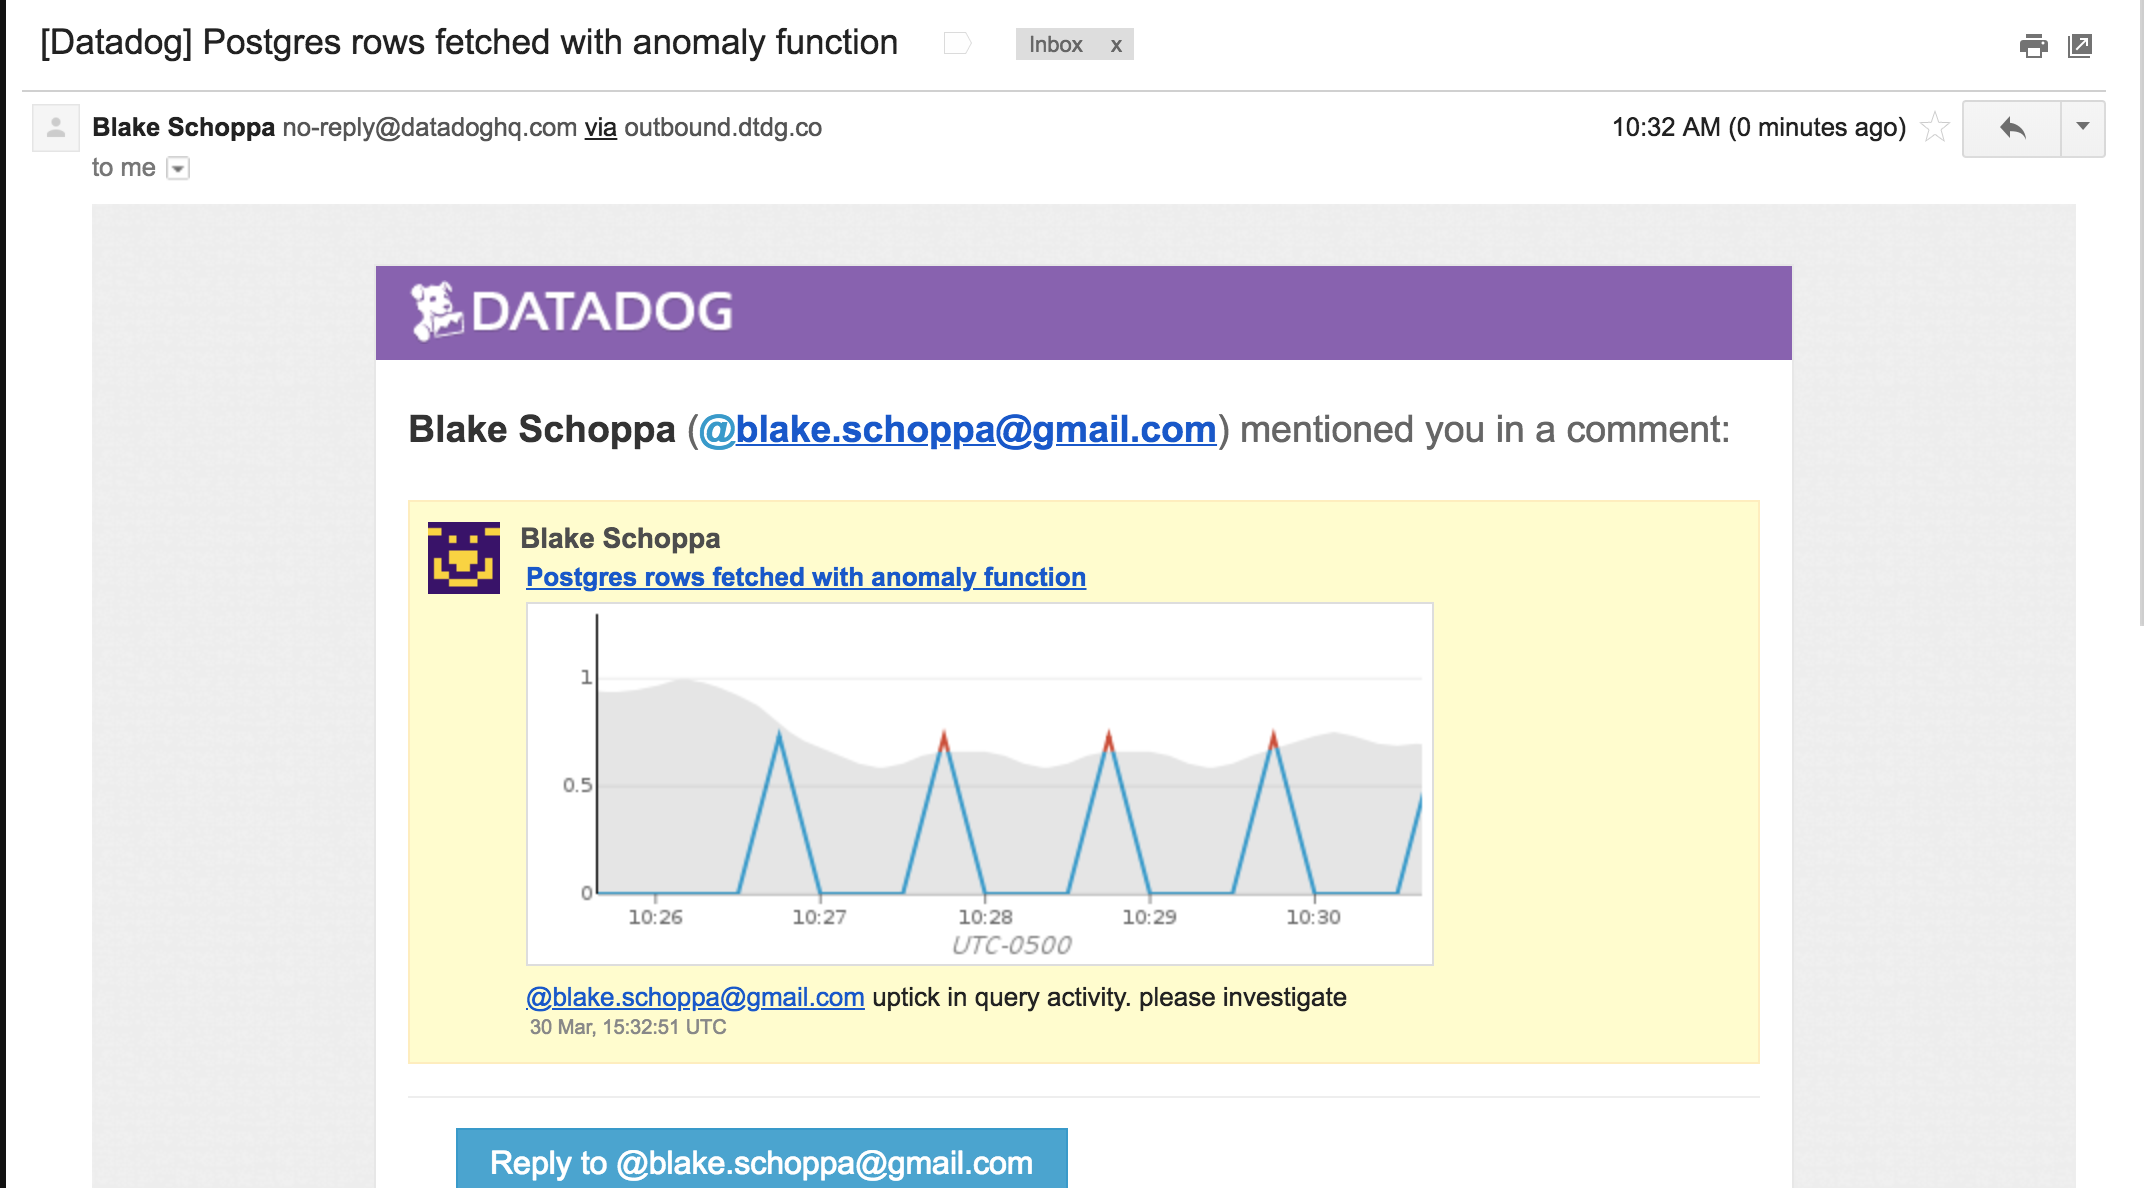 [Datadog] Postgres rows fetched with anomaly function Inbox x
Blake Schoppa no-reply@datadoghq.com via outbound.dtdg.co 10:32 AM (0 minutes ago)
to me
DATADOG
Blake Schoppa (@blake.schoppa@gmail.com) mentioned you in a comment:
Blake Schoppa
Postgres rows fetched with anomaly function
1
0.5
0
10:26 10:27 10:28 10:29 10:30
UTC-0500
@blake.schoppa@gmail.com uptick in query activity. please investigate
30 Mar, 15:32:51 UTC
Reply to @blake.schoppa@gmail.com